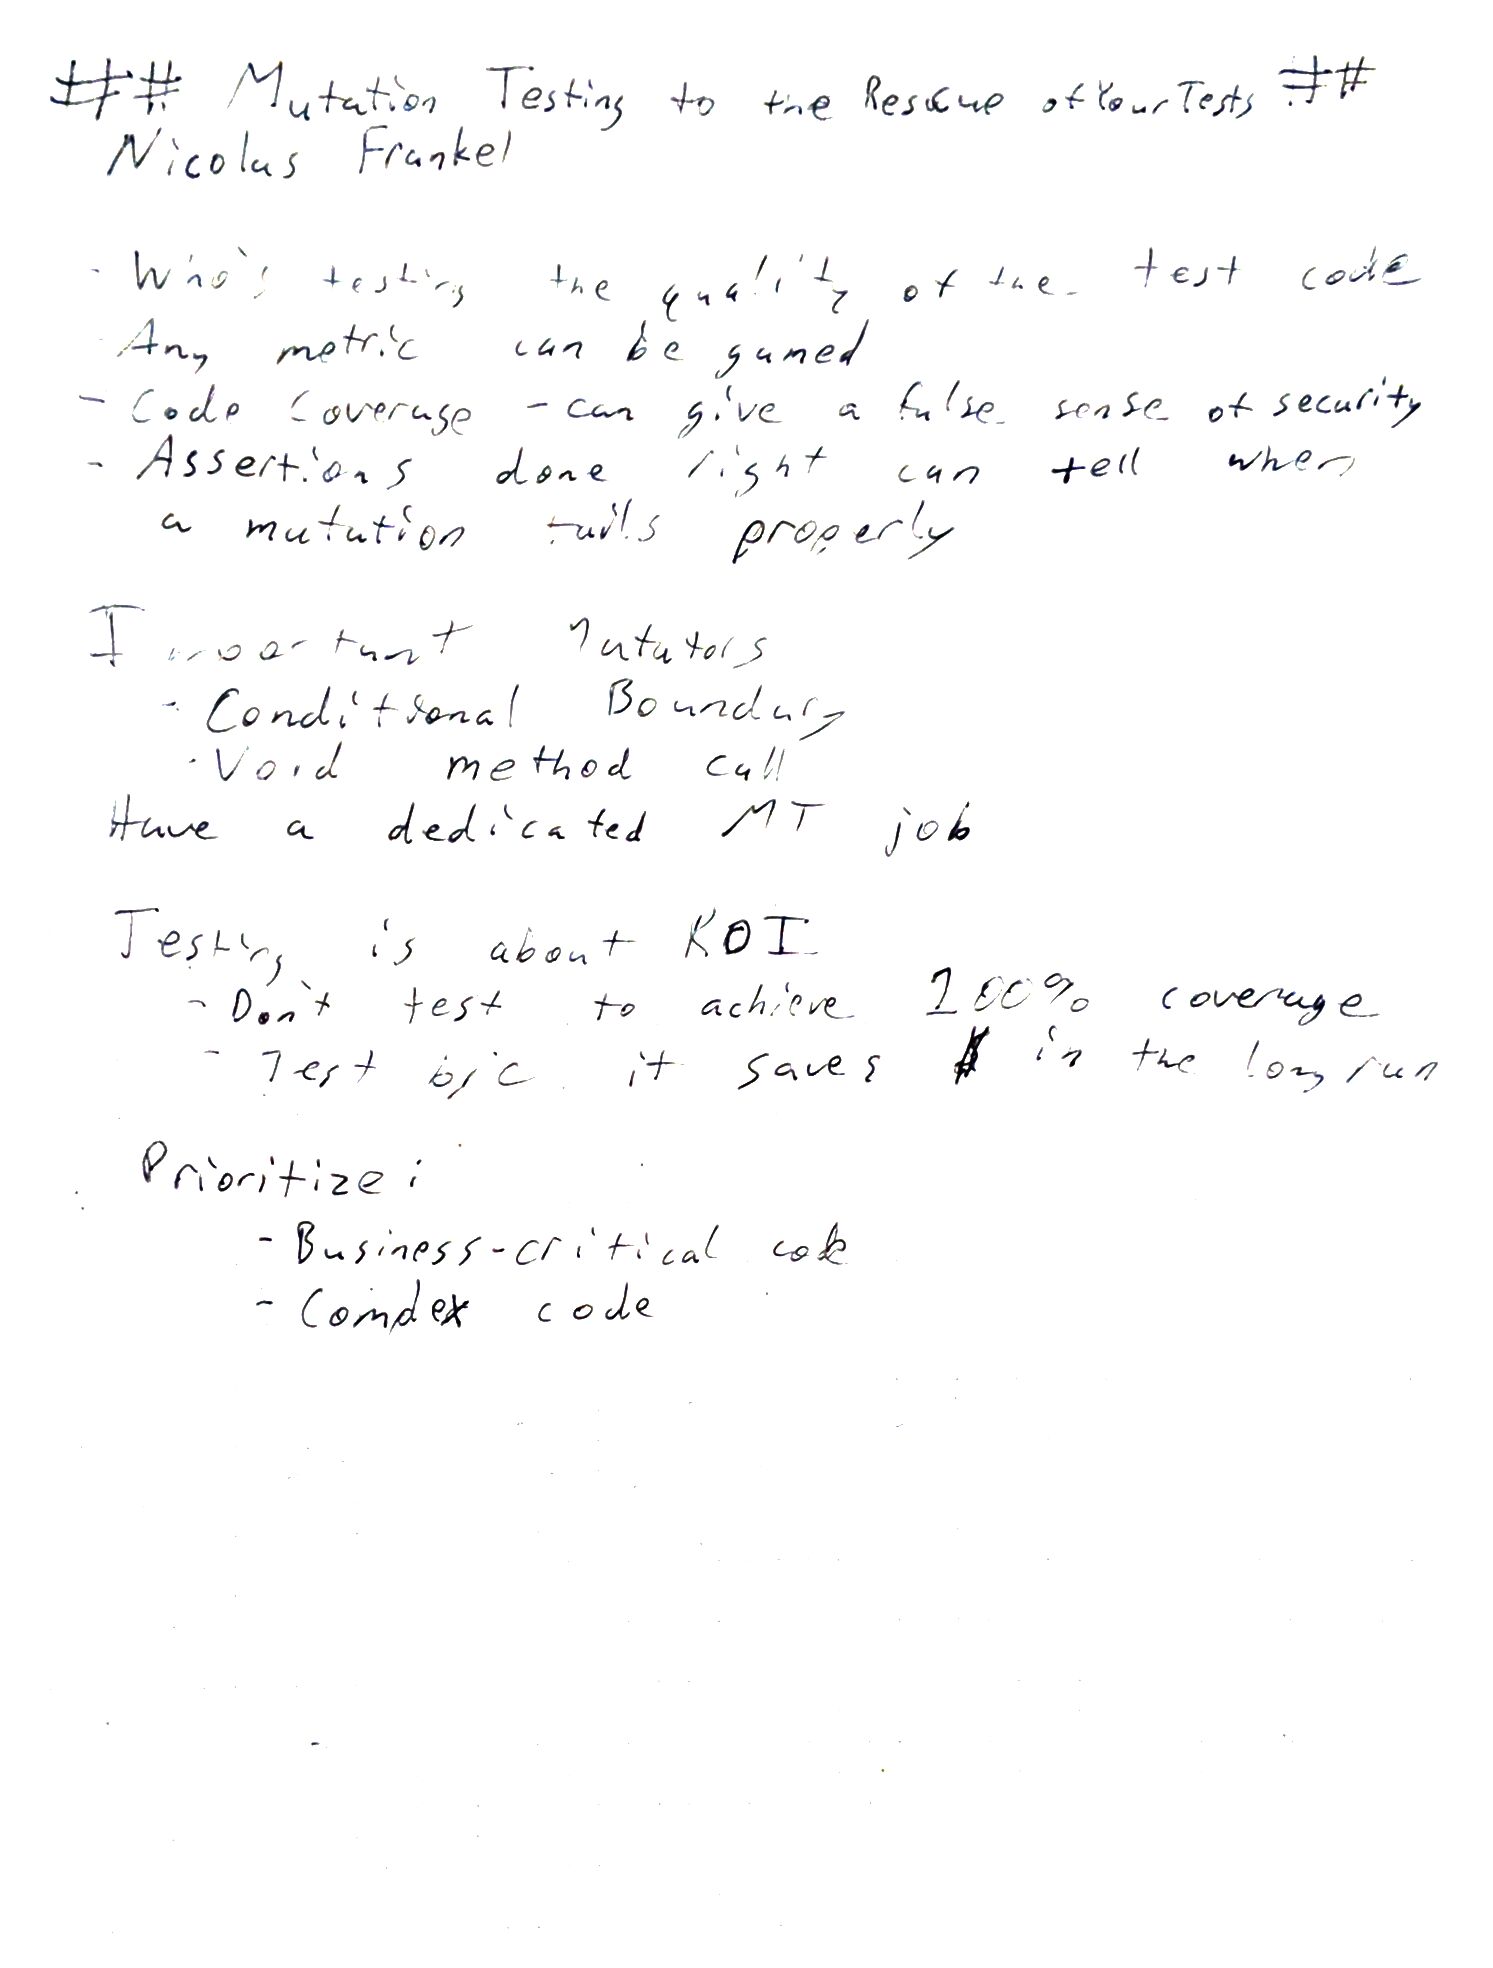 ## Mutation Testing to the Rescue of Your Tests ##
Nicolas Frankel
- Who's testing the quality of the test code
- Any metric can be gamed
- Code Coverage - can give a false sense of security
- Assertions done right can tell when
a mutation fails properly
Important Mutators
- Conditional Boundary
- Void method call
Have a dedicated MT job
Testing is about ROI
- Don't test to achieve 100% coverage
- Test b/c it saves $ in the long run
Prioritize:
- Business-critical code
- Complex code